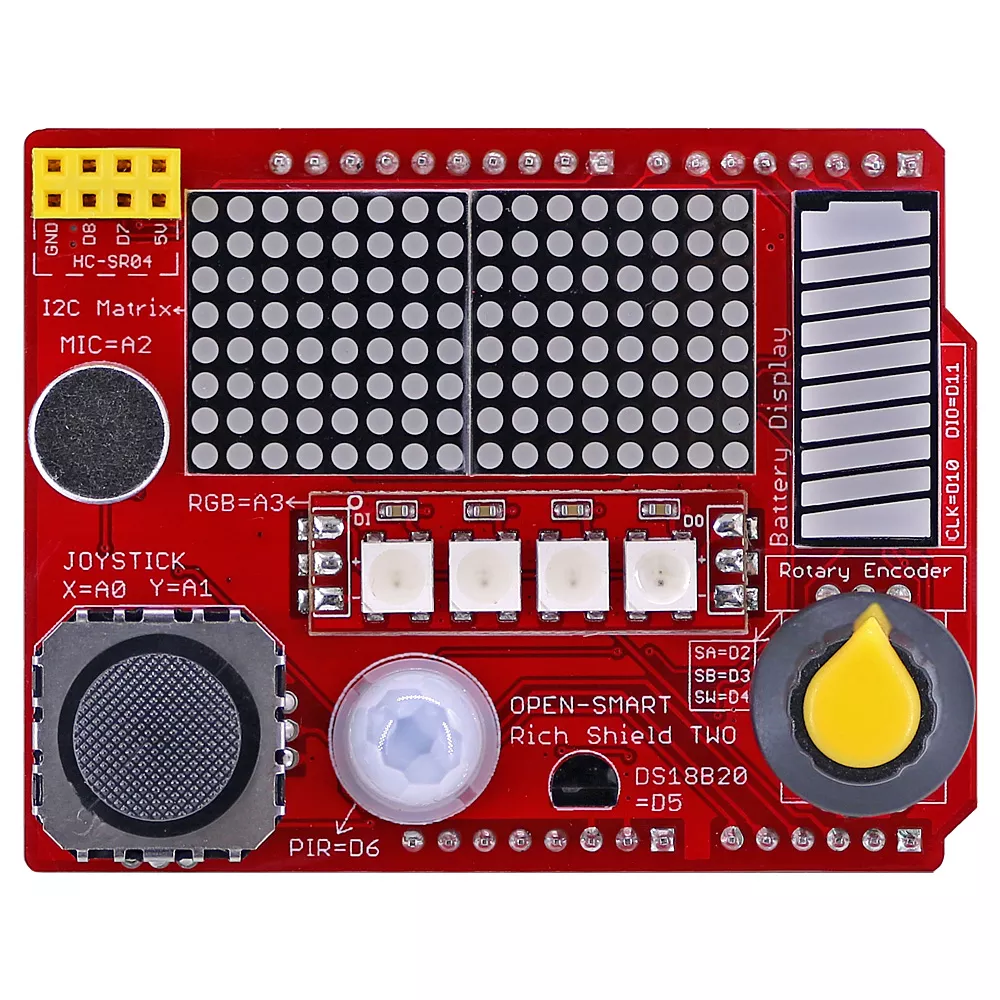 GND D8 D7 5V
HC-SR04
I2C Matrix
MIC=A2
RGB=A3
DI
DO
+
+
-
-
Battery Display
CLK=D10 DIO=D11
JOYSTICK
X=A0 Y=A1
Rotary Encoder
SA=D2
SB=D3
SW=D4
OPEN-SMART
Rich Shield TWO
DS18B20
=D5
PIR=D6